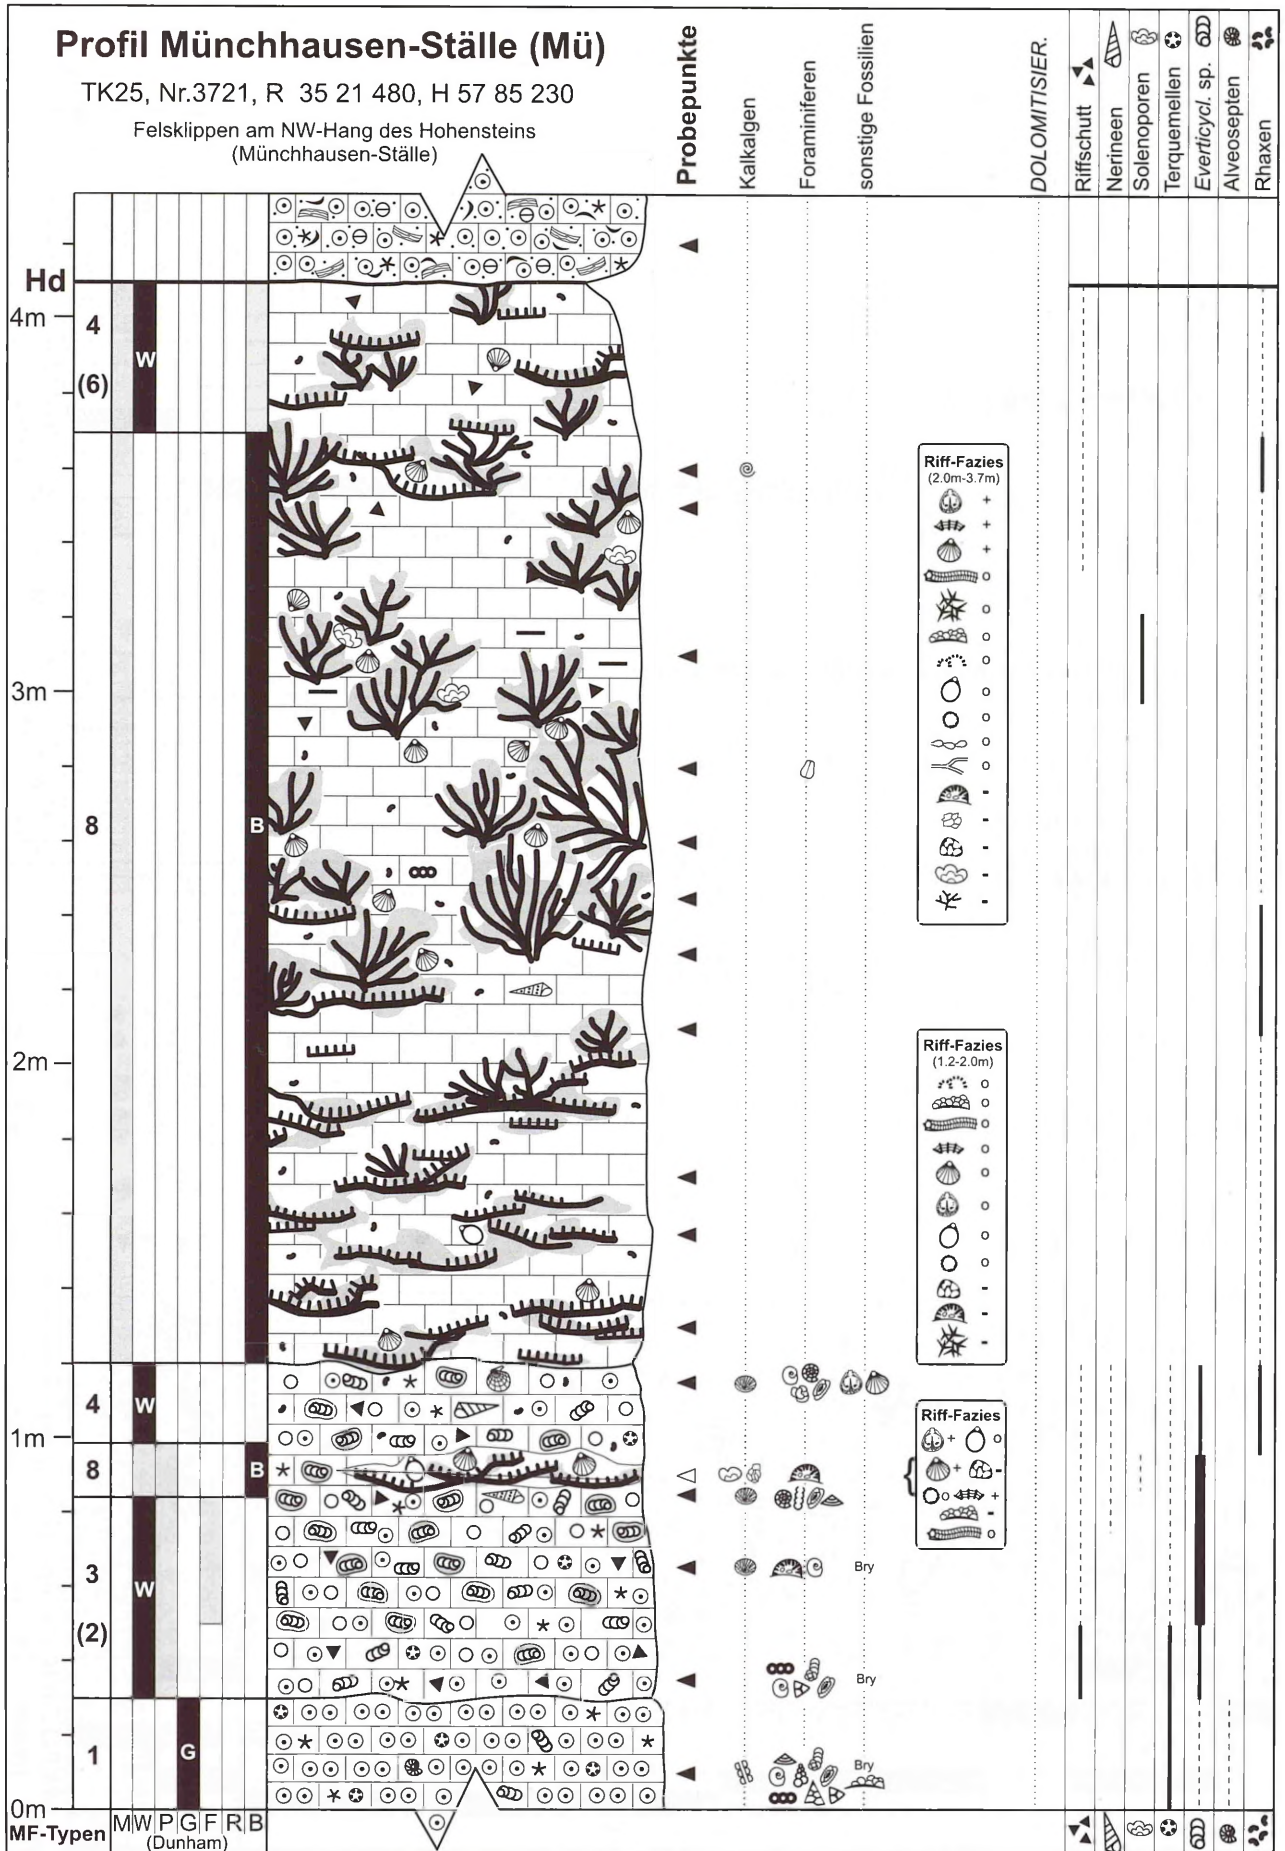 Profil Münchhausen-Ställe (Mü)
TK25, Nr.3721, R 35 21 480, H 57 85 230
Felsklippen am NW-Hang des Hohensteins
(Münchhausen-Ställe)
Probepunkte
Kalkalgen
Foraminiferen
sonstige Fossilien
DOLOMITISIER.
Riffschutt
Nerineen
Solenoporen
Terquemellen
Everticycl. sp.
Alveosepten
Rhaxen
Hd
4m
4
(6)
W
Riff-Fazies
(2.0m-3.7m)
+
+
+
o
o
o
o
o
o
o
o
-
-
-
-
-
3m
8
B
2m
Riff-Fazies
(1.2-2.0m)
o
o
o
o
o
o
o
o
-
-
-
4
W
1m
Riff-Fazies
+ o
+ -
o +
-
o
8
B
3
W
Bry
(2)
Bry
1
G
Bry
0m
MF-Typen
M W P G F R B
(Dunham)